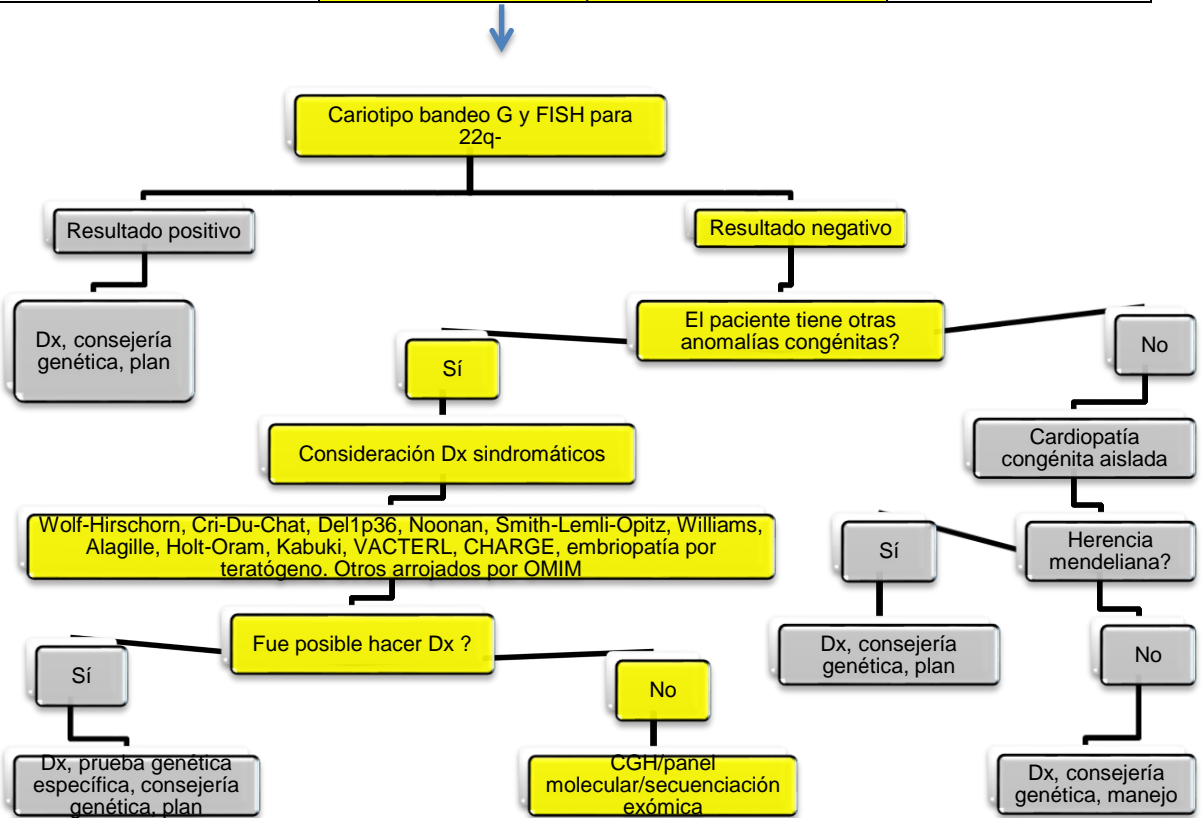 Cariotipo bandeo G y FISH para
22q-
Resultado positivo
Resultado negativo
Dx, consejería
genética, plan
El paciente tiene otras
anomalías congénitas?
Sí
No
Consideración Dx sindromáticos
Cardiopatía
congénita aislada
Wolf-Hirschorn, Cri-Du-Chat, Del1p36, Noonan, Smith-Lemli-Opitz, Williams,
Alagille, Holt-Oram, Kabuki, VACTERL, CHARGE, embriopatía por
teratógeno. Otros arrojados por OMIM
Sí
Herencia
mendeliana?
Fue posible hacer Dx ?
Dx, consejería
genética, plan
No
Sí
No
Dx, prueba genética
específica, consejería
genética, plan
CGH/panel
molecular/secuenciación
exómica
Dx, consejería
genética, manejo